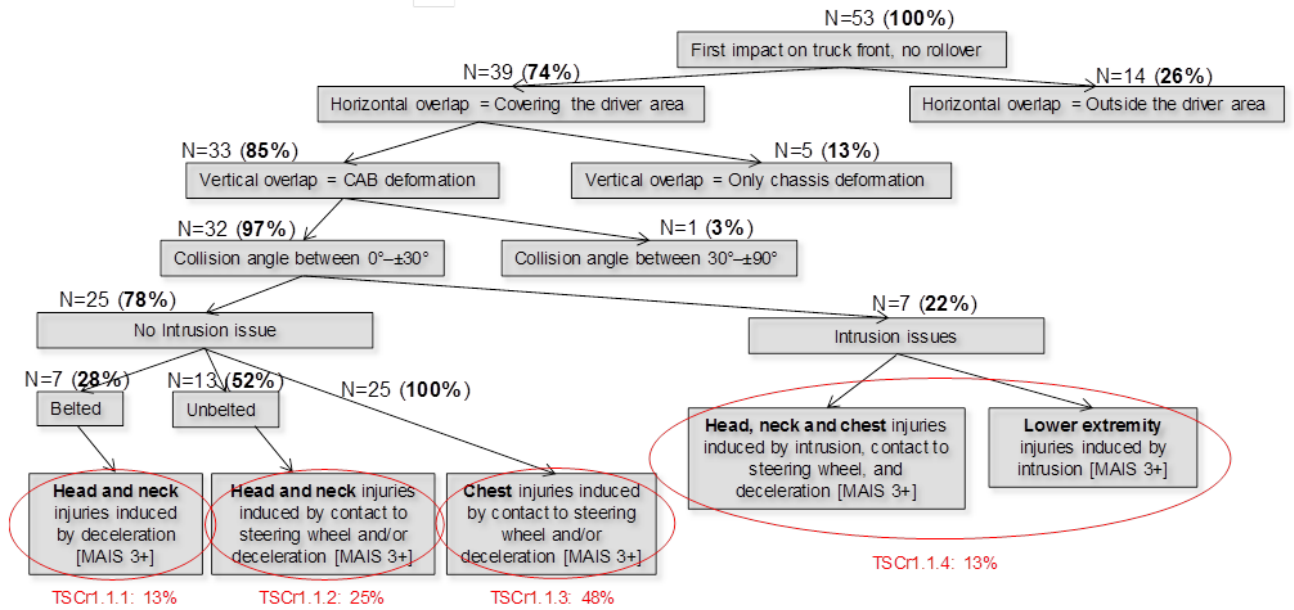 N=53 (100%)
First impact on truck front, no rollover
N=39 (74%)
N=14 (26%)
Horizontal overlap = Covering the driver area
Horizontal overlap = Outside the driver area
N=33 (85%)
N=5 (13%)
Vertical overlap = CAB deformation
Vertical overlap = Only chassis deformation
N=32 (97%)
N=1 (3%)
Collision angle between 0°–±30°
Collision angle between 30°–±90°
N=25 (78%)
N=7 (22%)
No Intrusion issue
Intrusion issues
N=7 (28%)
N=13 (52%)
N=25 (100%)
Belted
Unbelted
Head and neck
injuries induced
by deceleration
[MAIS 3+]
Head and neck injuries
induced by contact to
steering wheel and/or
deceleration [MAIS 3+]
Chest injuries induced
by contact to steering
wheel and/or
deceleration [MAIS 3+]
Head, neck and chest injuries
induced by intrusion, contact to
steering wheel, and
deceleration [MAIS 3+]
Lower extremity
injuries induced by
intrusion [MAIS 3+]
TSCr1.1.1: 13%
TSCr1.1.2: 25%
TSCr1.1.3: 48%
TSCr1.1.4: 13%